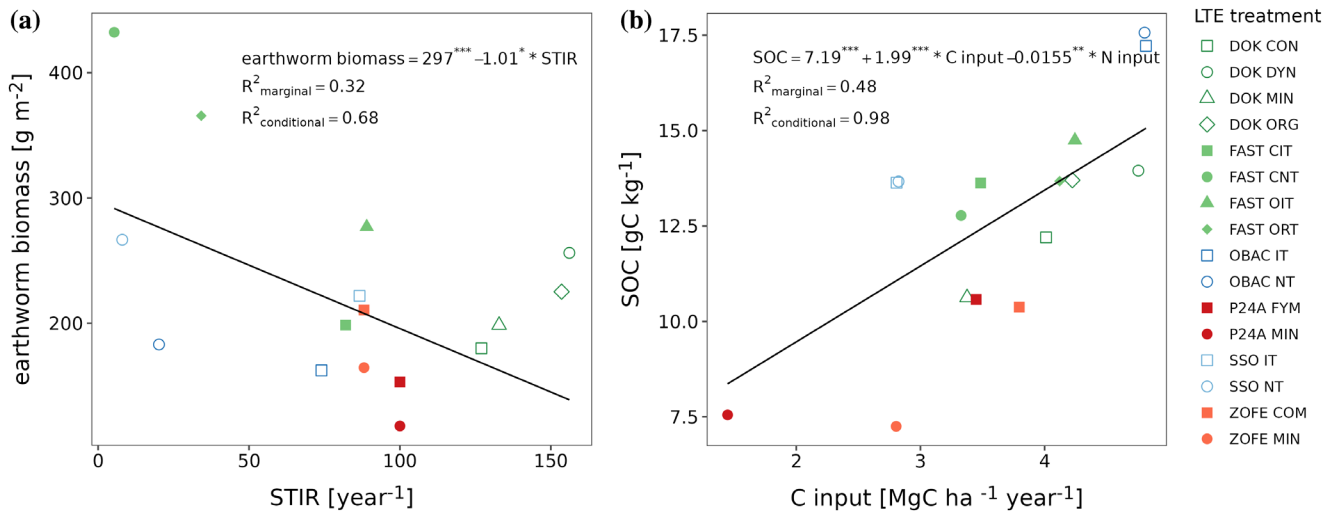 (a)
earthworm biomass = 297*** –1.01* * STIR
R²marginal = 0.32
R²conditional = 0.68
400
300
200
earthworm biomass [g m⁻²]
0
50
100
150
STIR [year⁻¹]
(b)
SOC = 7.19*** + 1.99*** * C input –0.0155** * N input
R²marginal = 0.48
R²conditional = 0.98
17.5
15.0
12.5
10.0
7.5
SOC [gC kg⁻¹]
2
3
4
C input [MgC ha ⁻¹ year⁻¹]
LTE treatment
DOK CON
DOK DYN
DOK MIN
DOK ORG
FAST CIT
FAST CNT
FAST OIT
FAST ORT
OBAC IT
OBAC NT
P24A FYM
P24A MIN
SSO IT
SSO NT
ZOFE COM
ZOFE MIN